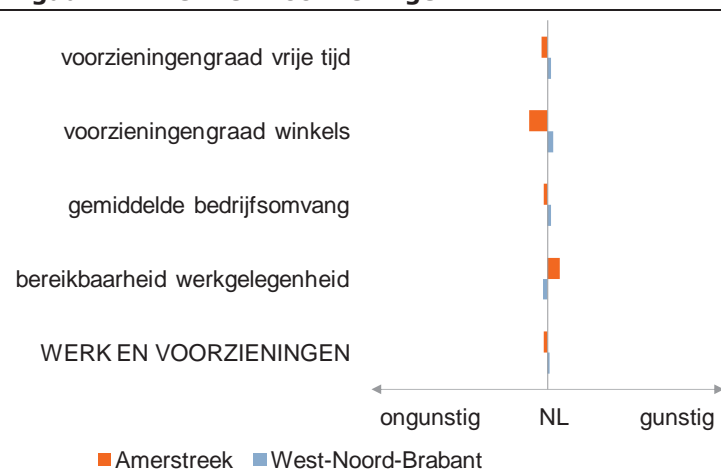 voorzieningengraad vrije tijd
voorzieningengraad winkels
gemiddelde bedrijfsomvang
bereikbaarheid werkgelegenheid
WERK EN VOORZIENINGEN
ongunstig NL gunstig
Amerstreek West-Noord-Brabant